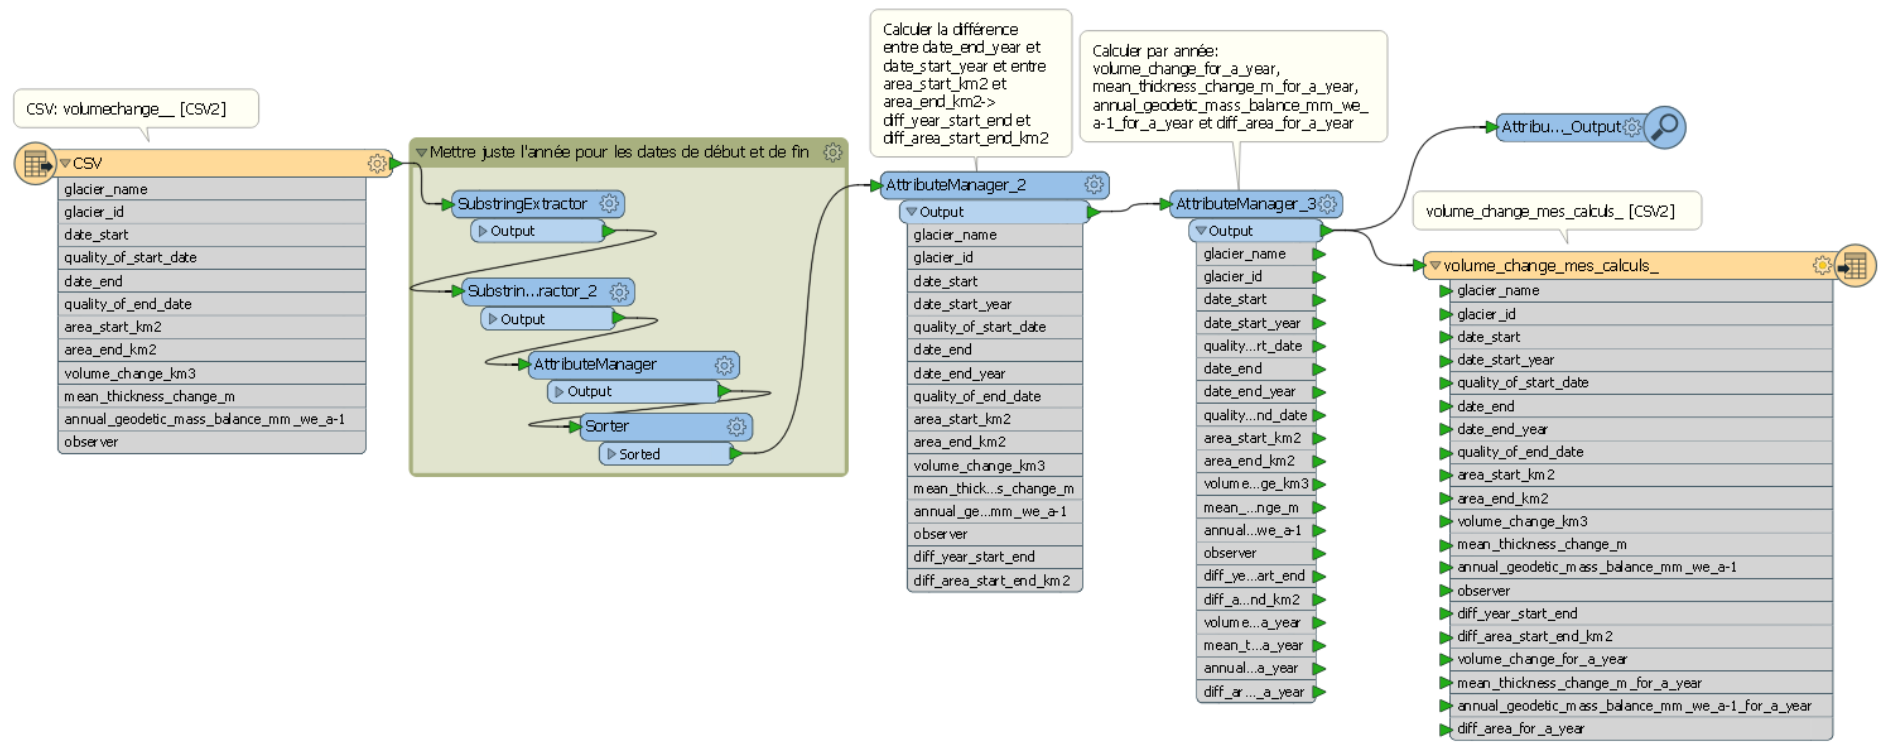 CSV: volumechange__ [CSV2]
CSV
glacier_name
glacier_id
date_start
quality_of_start_date
date_end
quality_of_end_date
area_start_km2
area_end_km2
volume_change_km3
mean_thickness_change_m
annual_geodetic_mass_balance_mm_we_a-1
observer
Mettre juste l'année pour les dates de début et de fin
SubstringExtractor
Output
Substrin...ractor_2
Output
AttributeManager
Output
Sorter
Sorted
Calculer la différence
entre date_end_year et
date_start_year et entre
area_start_km2 et
area_end_km2->
diff_year_start_end et
diff_area_start_end_km2
AttributeManager_2
Output
glacier_name
glacier_id
date_start
date_start_year
quality_of_start_date
date_end
date_end_year
quality_of_end_date
area_start_km2
area_end_km2
volume_change_km3
mean_thick...s_change_m
annual_ge...mm_we_a-1
observer
diff_year_start_end
diff_area_start_end_km2
Calculer par année:
volume_change_for_a_year,
mean_thickness_change_m_for_a_year,
annual_geodetic_mass_balance_mm_we_
a-1_for_a_year et diff_area_for_a_year
AttributeManager_3
Output
glacier_name
glacier_id
date_start
date_start_year
quality...rt_date
date_end
date_end_year
quality...nd_date
area_start_km2
area_end_km2
volume...ge_km3
mean_...nge_m
annual...we_a-1
observer
diff_ye...art_end
diff_a...nd_km2
volume...a_year
mean_t...a_year
annual...a_year
diff_ar..._a_year
Attribu..._Output
volume_change_mes_calculs_ [CSV2]
volume_change_mes_calculs_
glacier_name
glacier_id
date_start
date_start_year
quality_of_start_date
date_end
date_end_year
quality_of_end_date
area_start_km2
area_end_km2
volume_change_km3
mean_thickness_change_m
annual_geodetic_mass_balance_mm_we_a-1
observer
diff_year_start_end
diff_area_start_end_km2
volume_change_for_a_year
mean_thickness_change_m_for_a_year
annual_geodetic_mass_balance_mm_we_a-1_for_a_year
diff_area_for_a_year